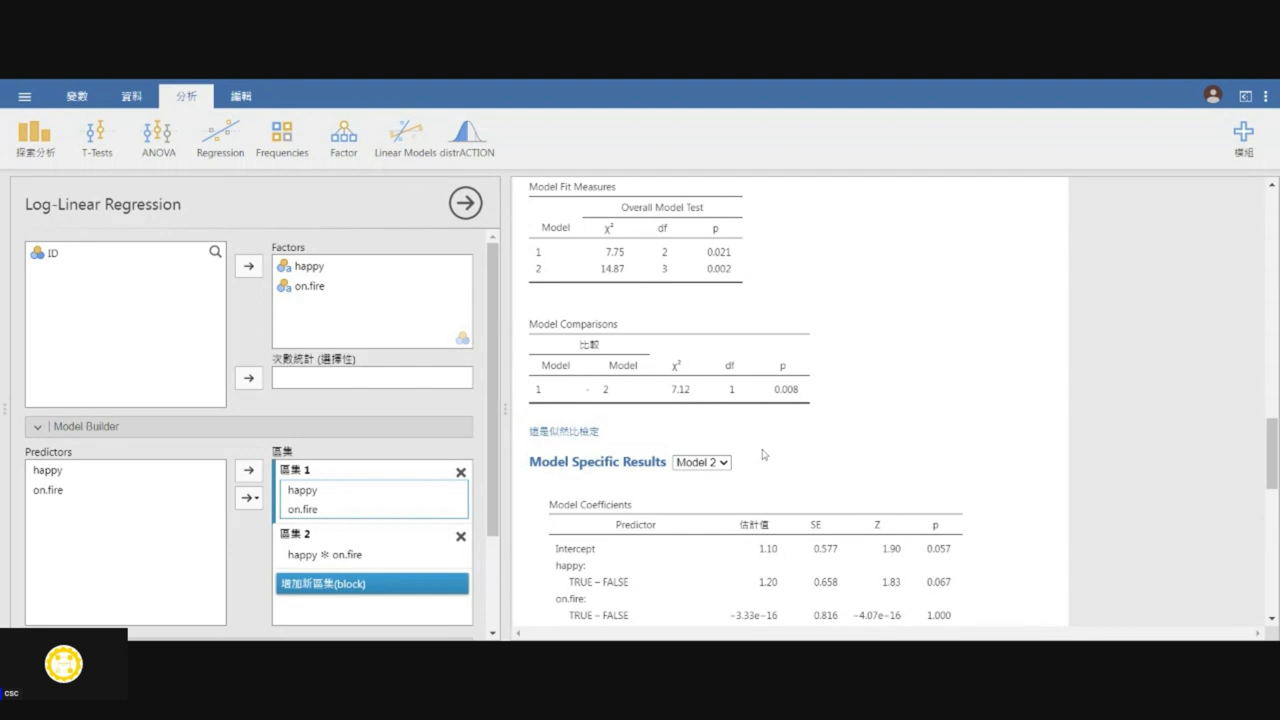 變數 資料 分析 編輯
探索分析 T-Tests ANOVA Regression Frequencies Factor Linear Models distrACTION 模組
Log-Linear Regression
ID
Factors
happy
on.fire
次數統計 (選擇性)
Model Builder
Predictors
happy
on.fire
區集
區集 1
happy
on.fire
區集 2
happy ✻ on.fire
增加新區集(block)
Model Fit Measures
Overall Model Test
Model χ² df p
1 7.75 2 0.021
2 14.87 3 0.002
Model Comparisons
比較
Model Model χ² df p
1 - 2 7.12 1 0.008
這是似然比檢定
Model Specific Results Model 2
Model Coefficients
Predictor 估計值 SE Z p
Intercept 1.10 0.577 1.90 0.057
happy:
TRUE – FALSE 1.20 0.658 1.83 0.067
on.fire:
TRUE – FALSE −3.33e−16 0.816 −4.07e−16 1.000
csc